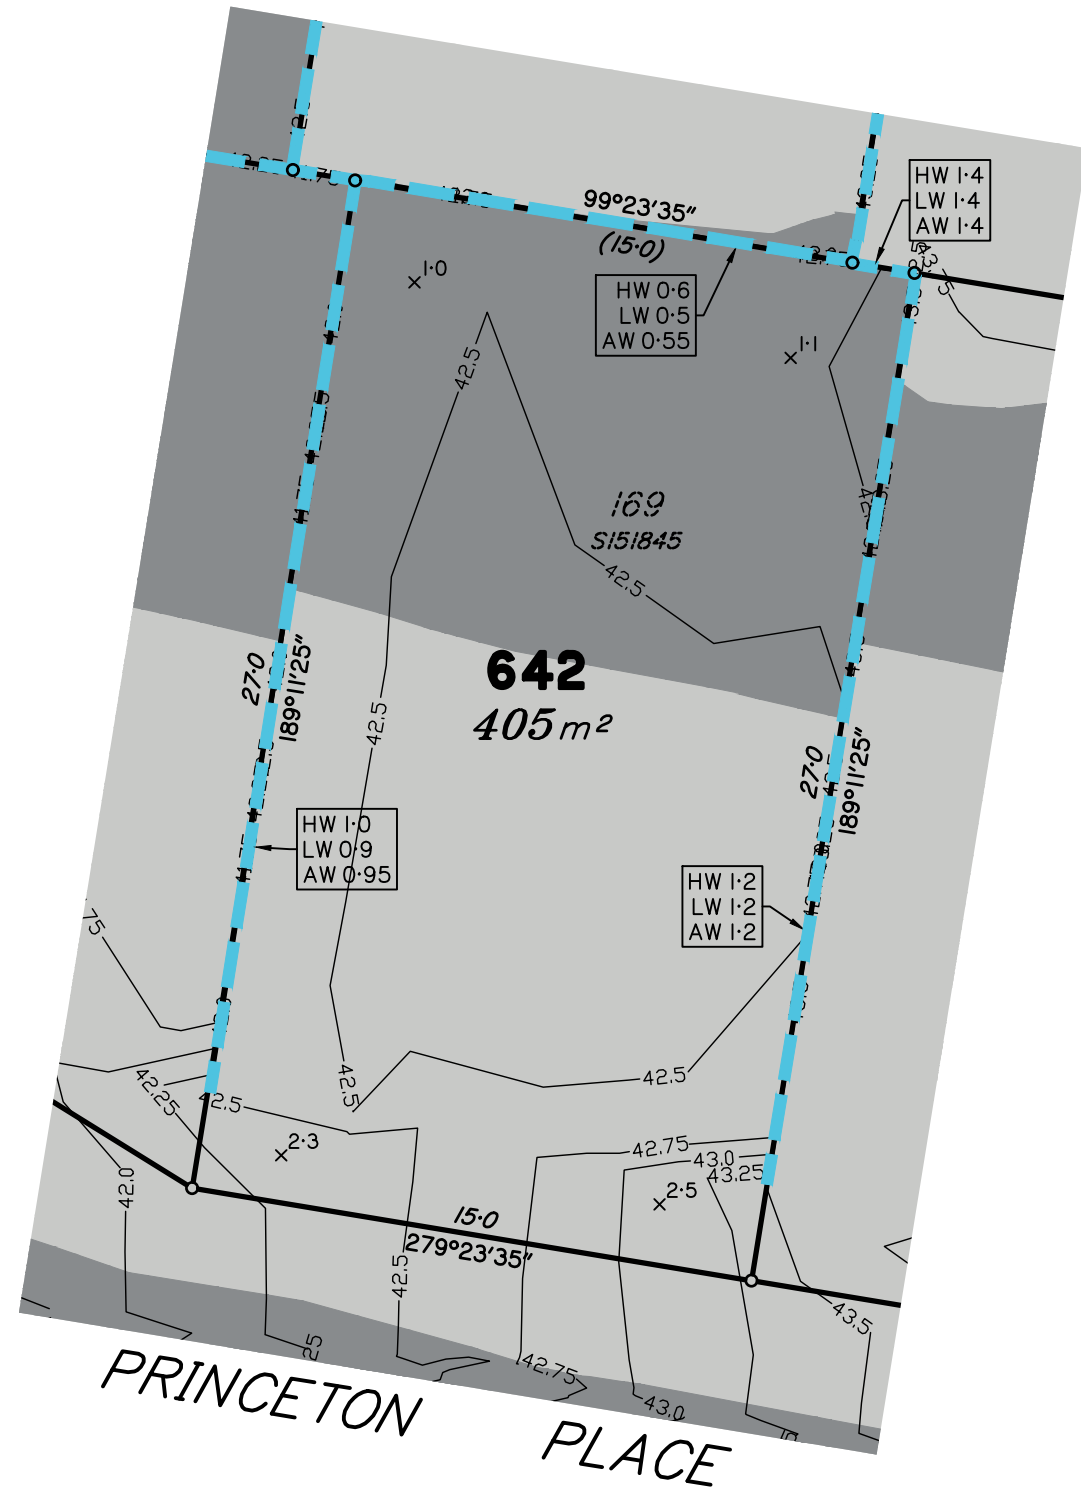 99°23′35″
(15·0)
HW 1·4
LW 1·4
AW 1·4
43.75
1·0
HW 0·6
LW 0·5
AW 0·55
1·1
42.5
169
S151845
42.5
642
405 m²
27·0
189°11′25″
42.5
27·0
189°11′25″
HW 1·0
LW 0·9
AW 0·95
HW 1·2
LW 1·2
AW 1·2
75
42.5
42.5
42.25
42.5
2·3
42.75
43.0
43.25
2·5
42.0
15·0
279°23′35″
42.5
43.5
25
42.75
43.0
PRINCETON PLACE